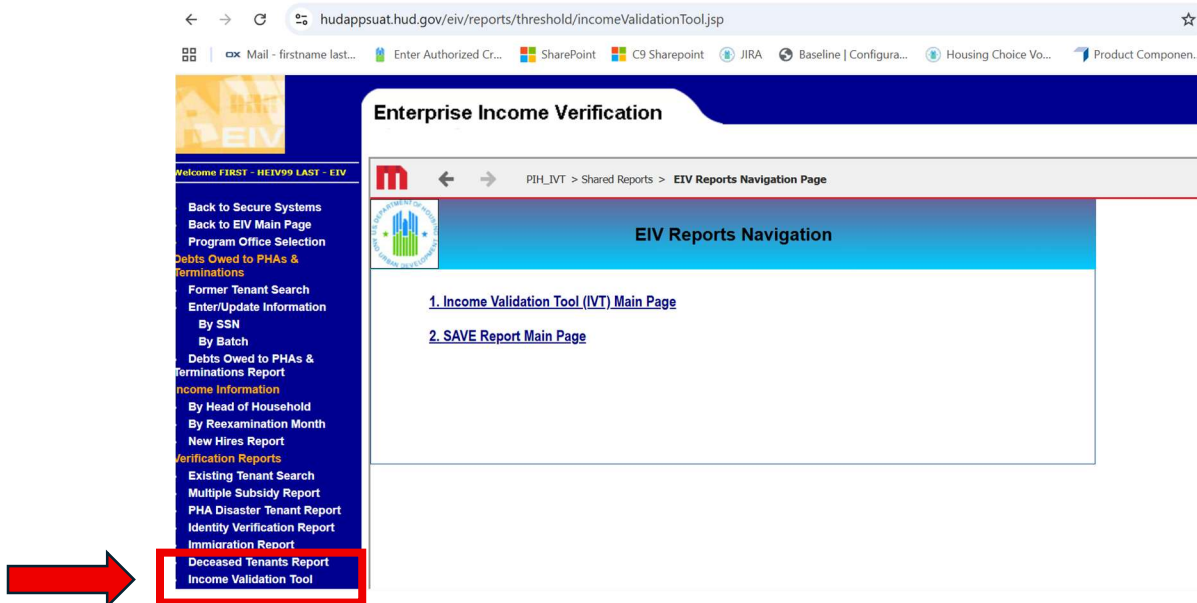 hudappsuat.hud.gov/eiv/reports/threshold/incomeValidationTool.jsp
Mail - firstname last... Enter Authorized Cr... SharePoint C9 Sharepoint JIRA Baseline | Configura... Housing Choice Vo... Product Componen...
EIV
Enterprise Income Verification
Welcome FIRST - HEIV99 LAST - EIV
PIH_IVT > Shared Reports > EIV Reports Navigation Page
U.S. DEPARTMENT OF HOUSING AND URBAN DEVELOPMENT
EIV Reports Navigation
1. Income Validation Tool (IVT) Main Page
2. SAVE Report Main Page
Back to Secure Systems
Back to EIV Main Page
Program Office Selection
Debts Owed to PHAs &
Terminations
Former Tenant Search
Enter/Update Information
By SSN
By Batch
Debts Owed to PHAs &
Terminations Report
Income Information
By Head of Household
By Reexamination Month
New Hires Report
Verification Reports
Existing Tenant Search
Multiple Subsidy Report
PHA Disaster Tenant Report
Identity Verification Report
Immigration Report
Deceased Tenants Report
Income Validation Tool